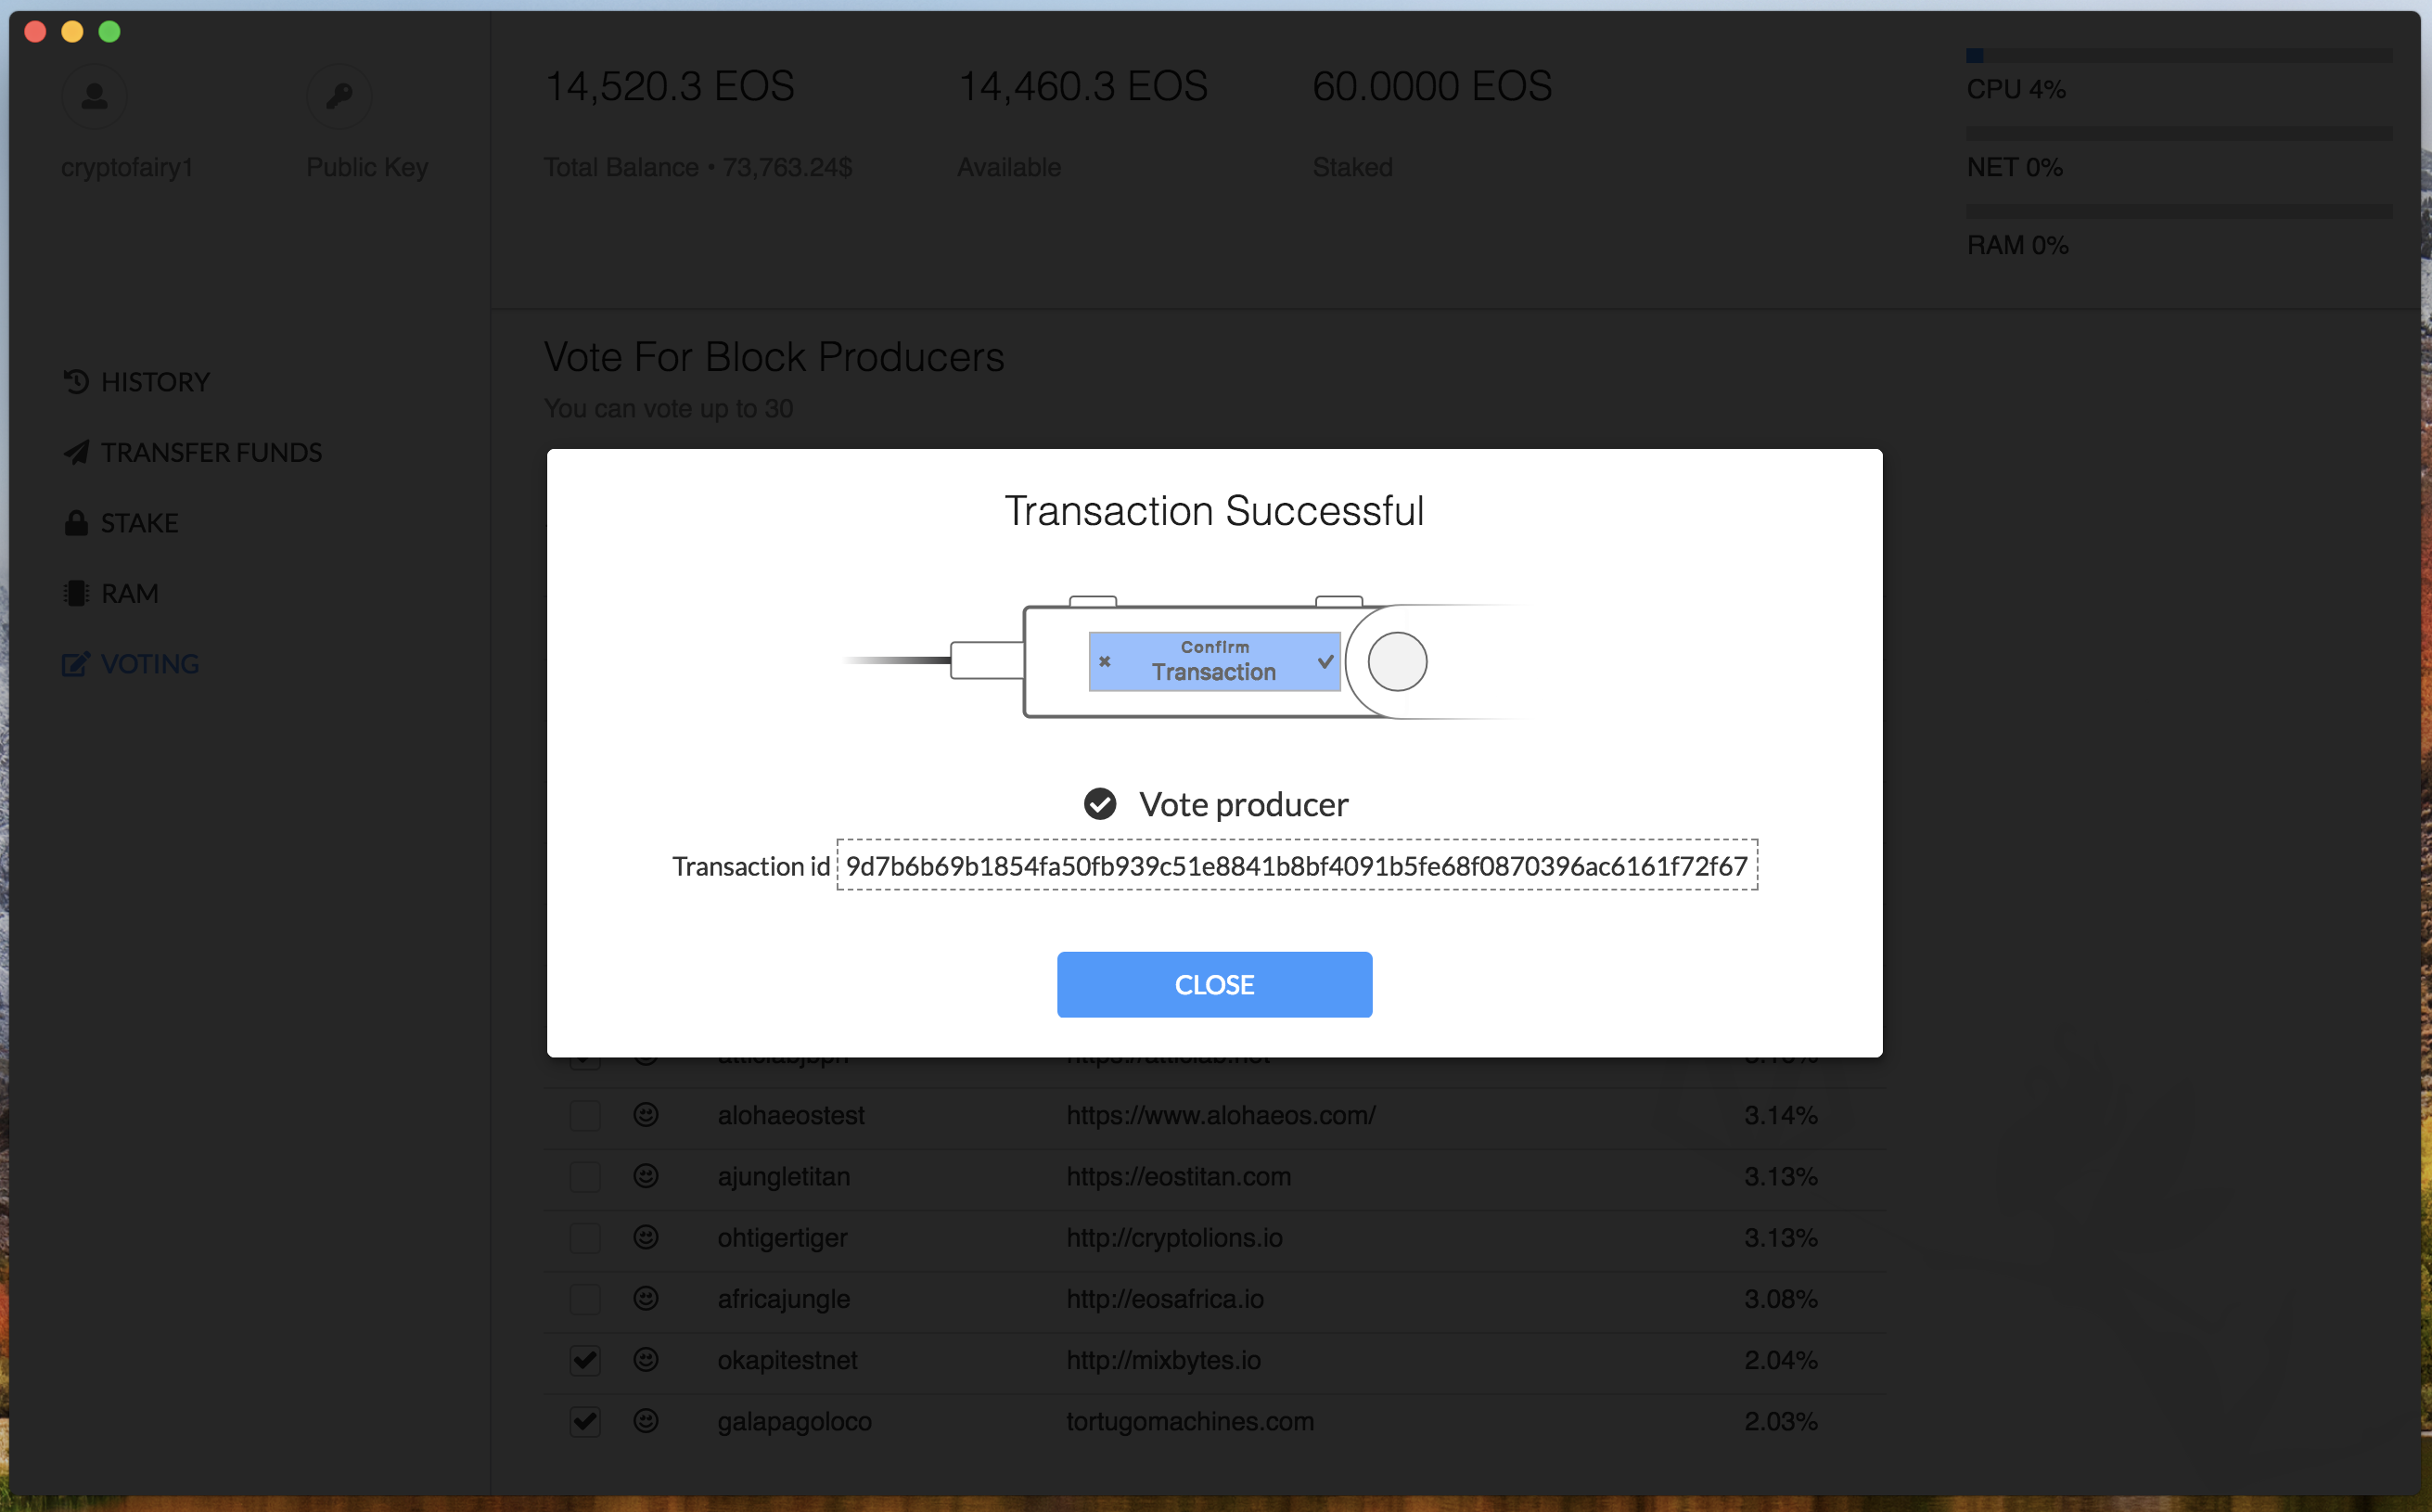 14,520.3 EOS
14,460.3 EOS
60.0000 EOS
CPU 4%
cryptofairy1
Public Key
Total Balance • 73,763.24$
Available
Staked
NET 0%
RAM 0%
Vote For Block Producers
You can vote up to 30
HISTORY
TRANSFER FUNDS
STAKE
RAM
VOTING
Transaction Successful
Confirm
Transaction
Vote producer
Transaction id 9d7b6b69b1854fa50fb939c51e8841b8bf4091b5fe68f0870396ac6161f72f67
CLOSE
alohaeostest https://www.alohaeos.com/ 3.14%
ajungletitan https://eostitan.com 3.13%
ohtigertiger http://cryptolions.io 3.13%
africajungle http://eosafrica.io 3.08%
okapitestnet http://mixbytes.io 2.04%
galapagoloco tortugomachines.com 2.03%